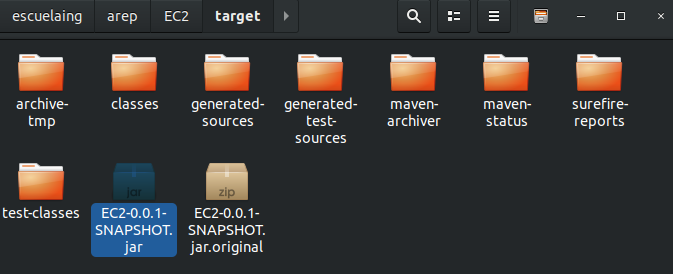 escuelaing arep EC2 target
archive-
tmp
classes
generated-
sources
generated-
test-
sources
maven-
archiver
maven-
status
surefire-
reports
test-classes
jar
EC2-0.0.1-
SNAPSHOT.
jar
zip
EC2-0.0.1-
SNAPSHOT.
jar.original